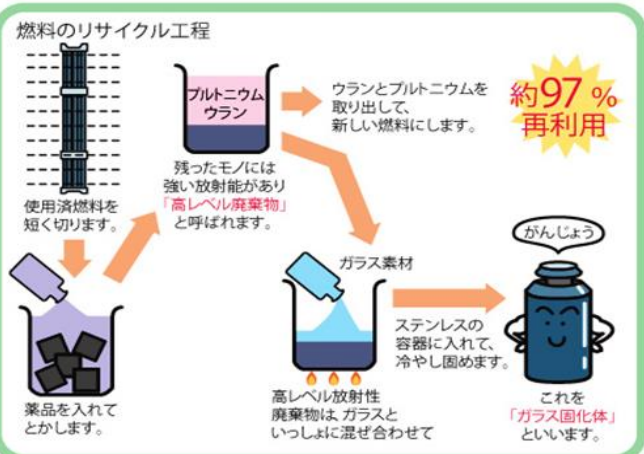 燃料のリサイクル工程
使用済燃料を
短く切ります。
薬品を入れて
とかします。
プルトニウム
ウラン
残ったモノには
強い放射能があり
「高レベル廃棄物」
と呼ばれます。
ウランとプルトニウムを
取り出して、
新しい燃料にします。
約97%
再利用
ガラス素材
高レベル放射性
廃棄物は、ガラスと
いっしょに混ぜ合わせて
ステンレスの
容器に入れて、
冷やし固めます。
がんじょう
これを
「ガラス固化体」
といいます。